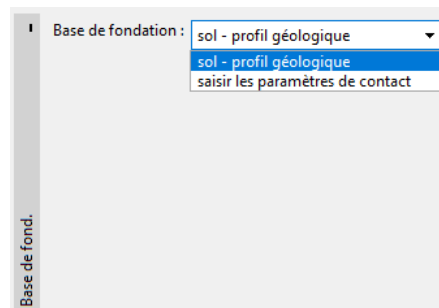 Base de fondation : sol - profil géologique
sol - profil géologique
saisir les paramètres de contact
Base de fond.